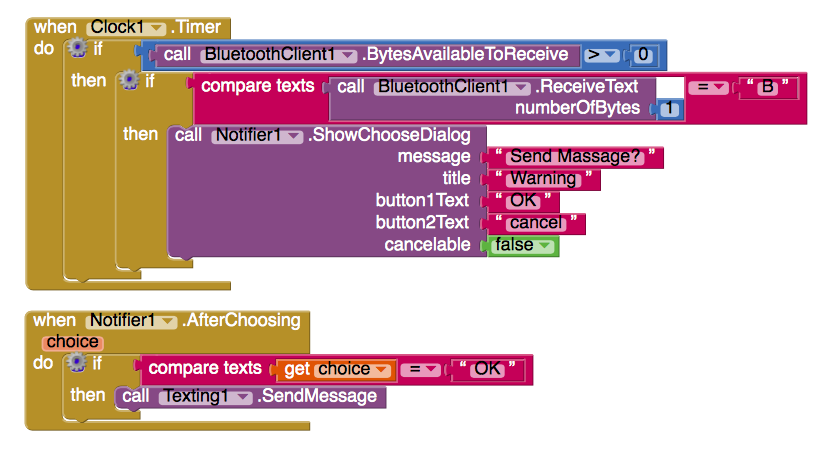 when Clock1 .Timer
do if call BluetoothClient1 .BytesAvailableToReceive > 0
then if compare texts call BluetoothClient1 .ReceiveText = " B "
numberOfBytes 1
then call Notifier1 .ShowChooseDialog
message " Send Massage? "
title " Warning "
button1Text " OK "
button2Text " cancel "
cancelable false
when Notifier1 .AfterChoosing
choice
do if compare texts get choice = " OK "
then call Texting1 .SendMessage